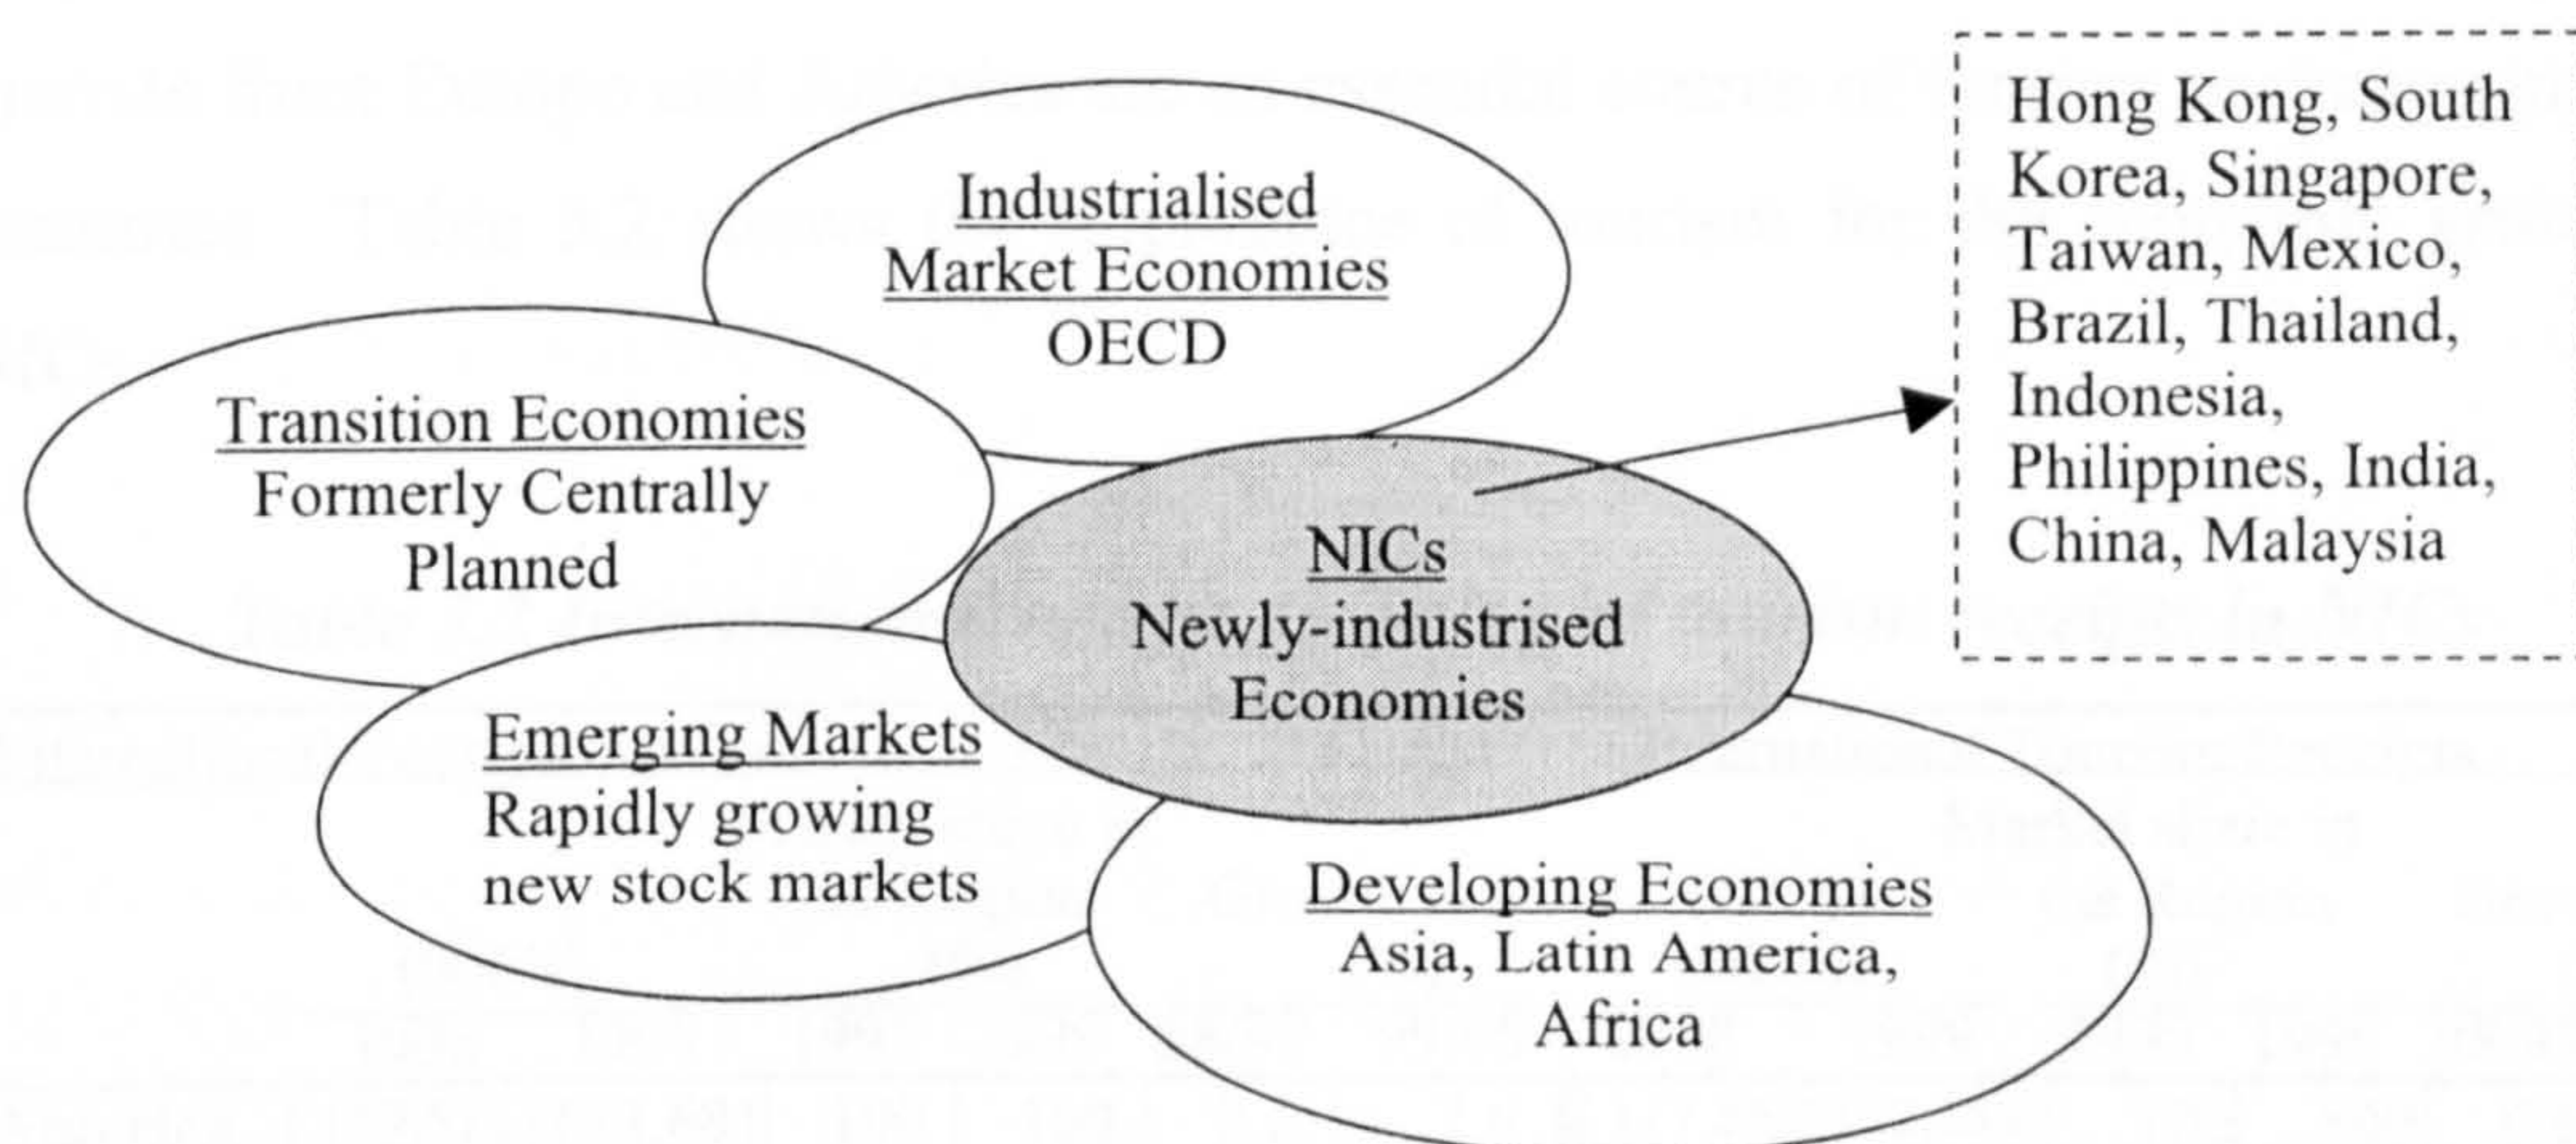 Industrialised
Market Economies
OECD
Transition Economies
Formerly Centrally
Planned
NICs
Newly-industrised
Economies
Emerging Markets
Rapidly growing
new stock markets
Developing Economies
Asia, Latin America,
Africa
Hong Kong, South
Korea, Singapore,
Taiwan, Mexico,
Brazil, Thailand,
Indonesia,
Philippines, India,
China, Malaysia